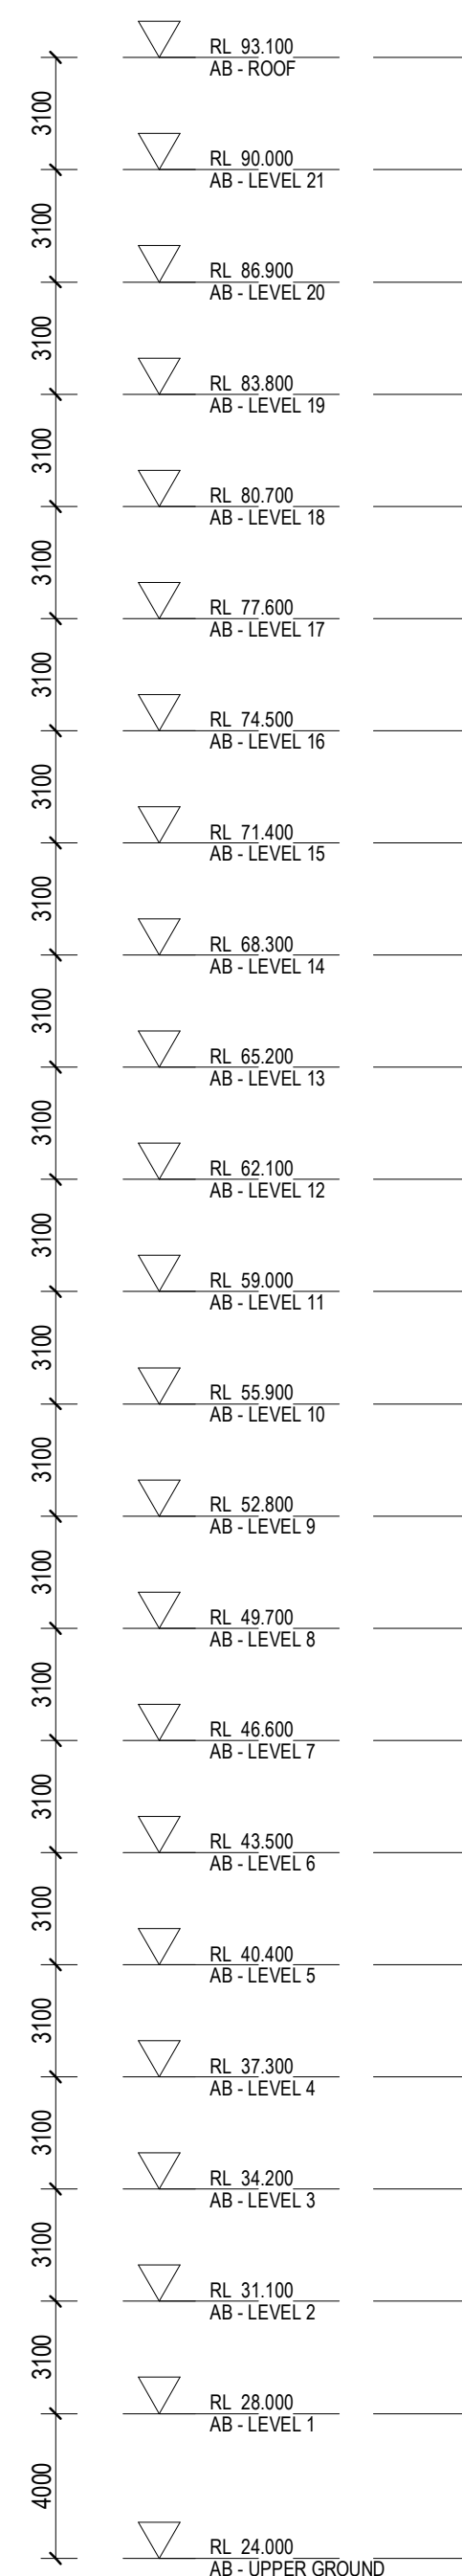 RL 93.100
AB - ROOF
3100
RL 90.000
AB - LEVEL 21
3100
RL 86.900
AB - LEVEL 20
3100
RL 83.800
AB - LEVEL 19
3100
RL 80.700
AB - LEVEL 18
3100
RL 77.600
AB - LEVEL 17
3100
RL 74.500
AB - LEVEL 16
3100
RL 71.400
AB - LEVEL 15
3100
RL 68.300
AB - LEVEL 14
3100
RL 65.200
AB - LEVEL 13
3100
RL 62.100
AB - LEVEL 12
3100
RL 59.000
AB - LEVEL 11
3100
RL 55.900
AB - LEVEL 10
3100
RL 52.800
AB - LEVEL 9
3100
RL 49.700
AB - LEVEL 8
3100
RL 46.600
AB - LEVEL 7
3100
RL 43.500
AB - LEVEL 6
3100
RL 40.400
AB - LEVEL 5
3100
RL 37.300
AB - LEVEL 4
3100
RL 34.200
AB - LEVEL 3
3100
RL 31.100
AB - LEVEL 2
3100
RL 28.000
AB - LEVEL 1
4000
RL 24.000
AB - UPPER GROUND